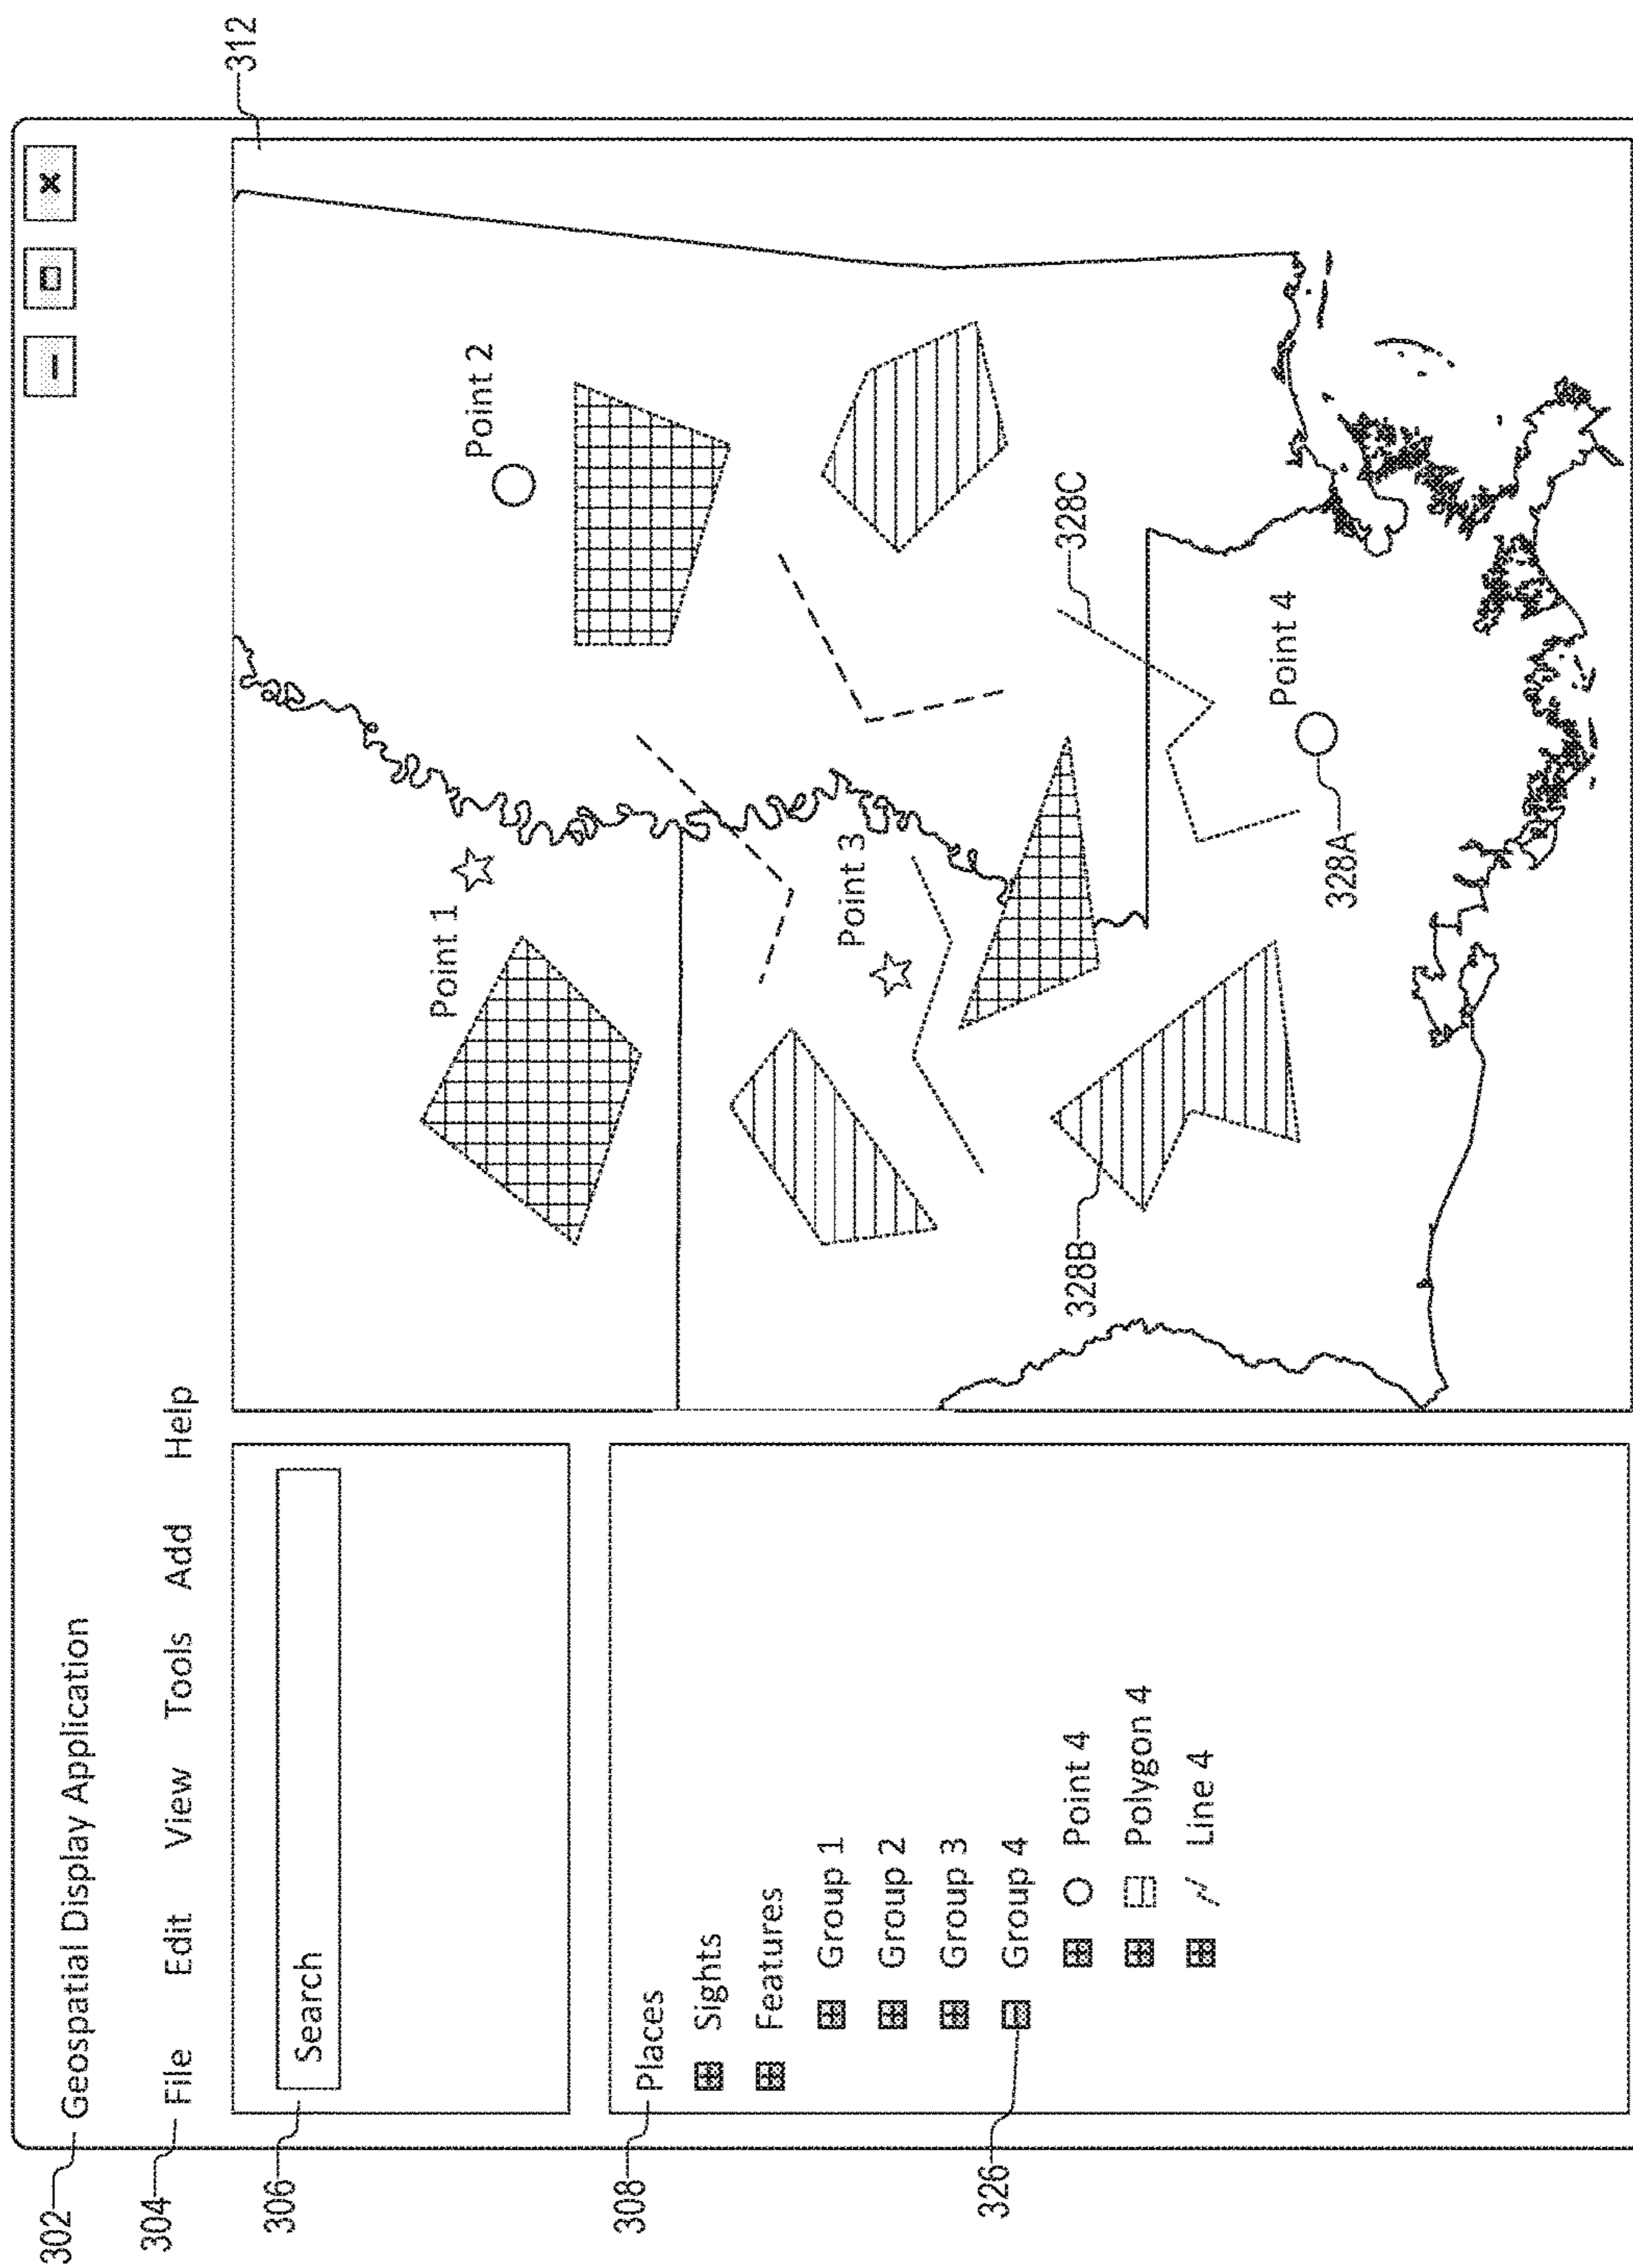 302 Geospatial Display Application
304 File Edit View Tools Add Help
312
306 Search
308 Places
Sights
Features
Group 1
Group 2
Group 3
326 Group 4
Point 4
Polygon 4
Line 4
Point 1
Point 2
Point 3
328C
328B
Point 4
328A